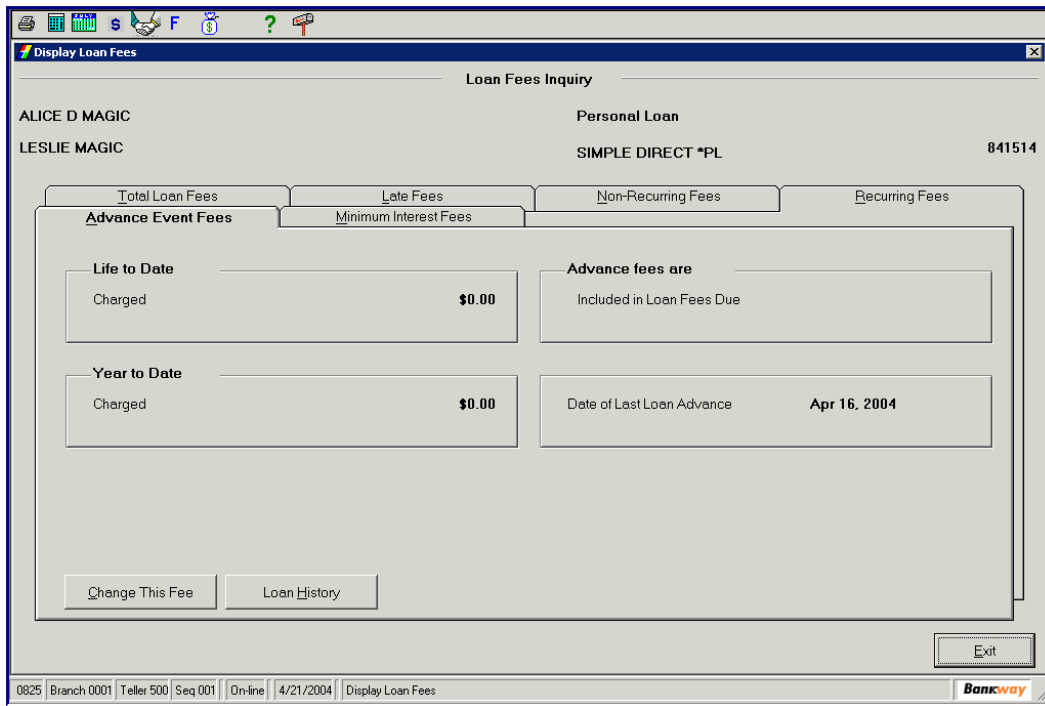 JULY S F $ ?
Display Loan Fees
Loan Fees Inquiry
ALICE D MAGIC Personal Loan
LESLIE MAGIC SIMPLE DIRECT *PL 841514
Total Loan Fees Late Fees Non-Recurring Fees Recurring Fees
Advance Event Fees Minimum Interest Fees
Life to Date Advance fees are
Charged $0.00 Included in Loan Fees Due
Year to Date
Charged $0.00 Date of Last Loan Advance Apr 16, 2004
Change This Fee Loan History
Exit
0825 Branch 0001 Teller 500 Seq 001 On-line 4/21/2004 Display Loan Fees Bankway